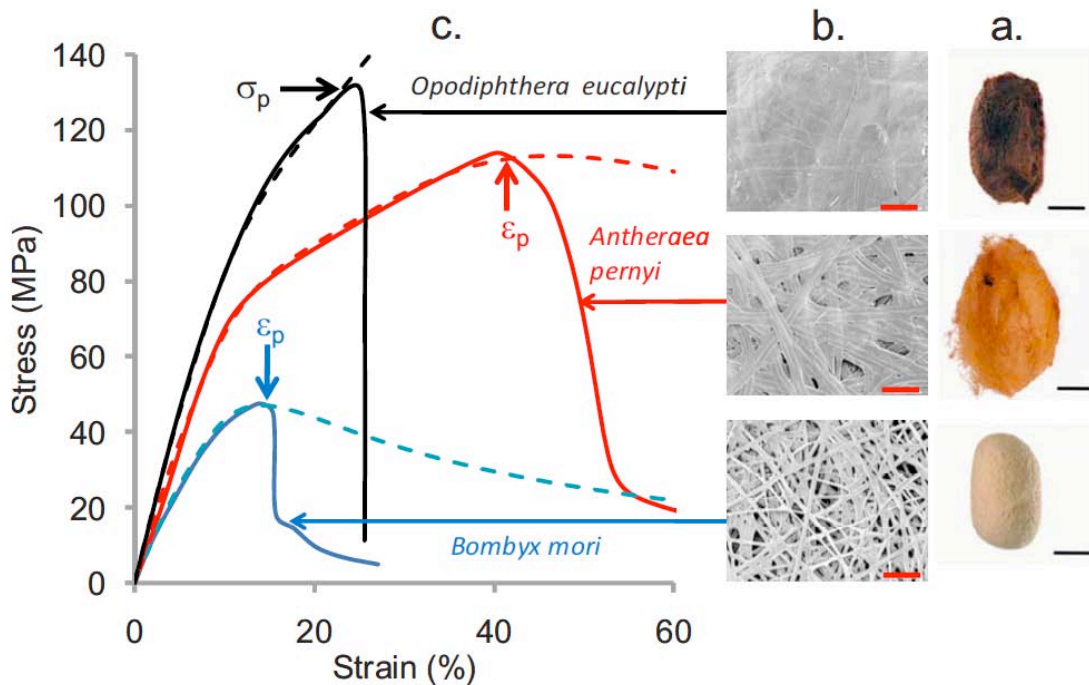 c.
b.
a.
140
120
100
80
60
40
20
0
Stress (MPa)
σp
Opodiphthera eucalypti
εp
Antheraea
pernyi
εp
Bombyx mori
0
20
40
60
Strain (%)